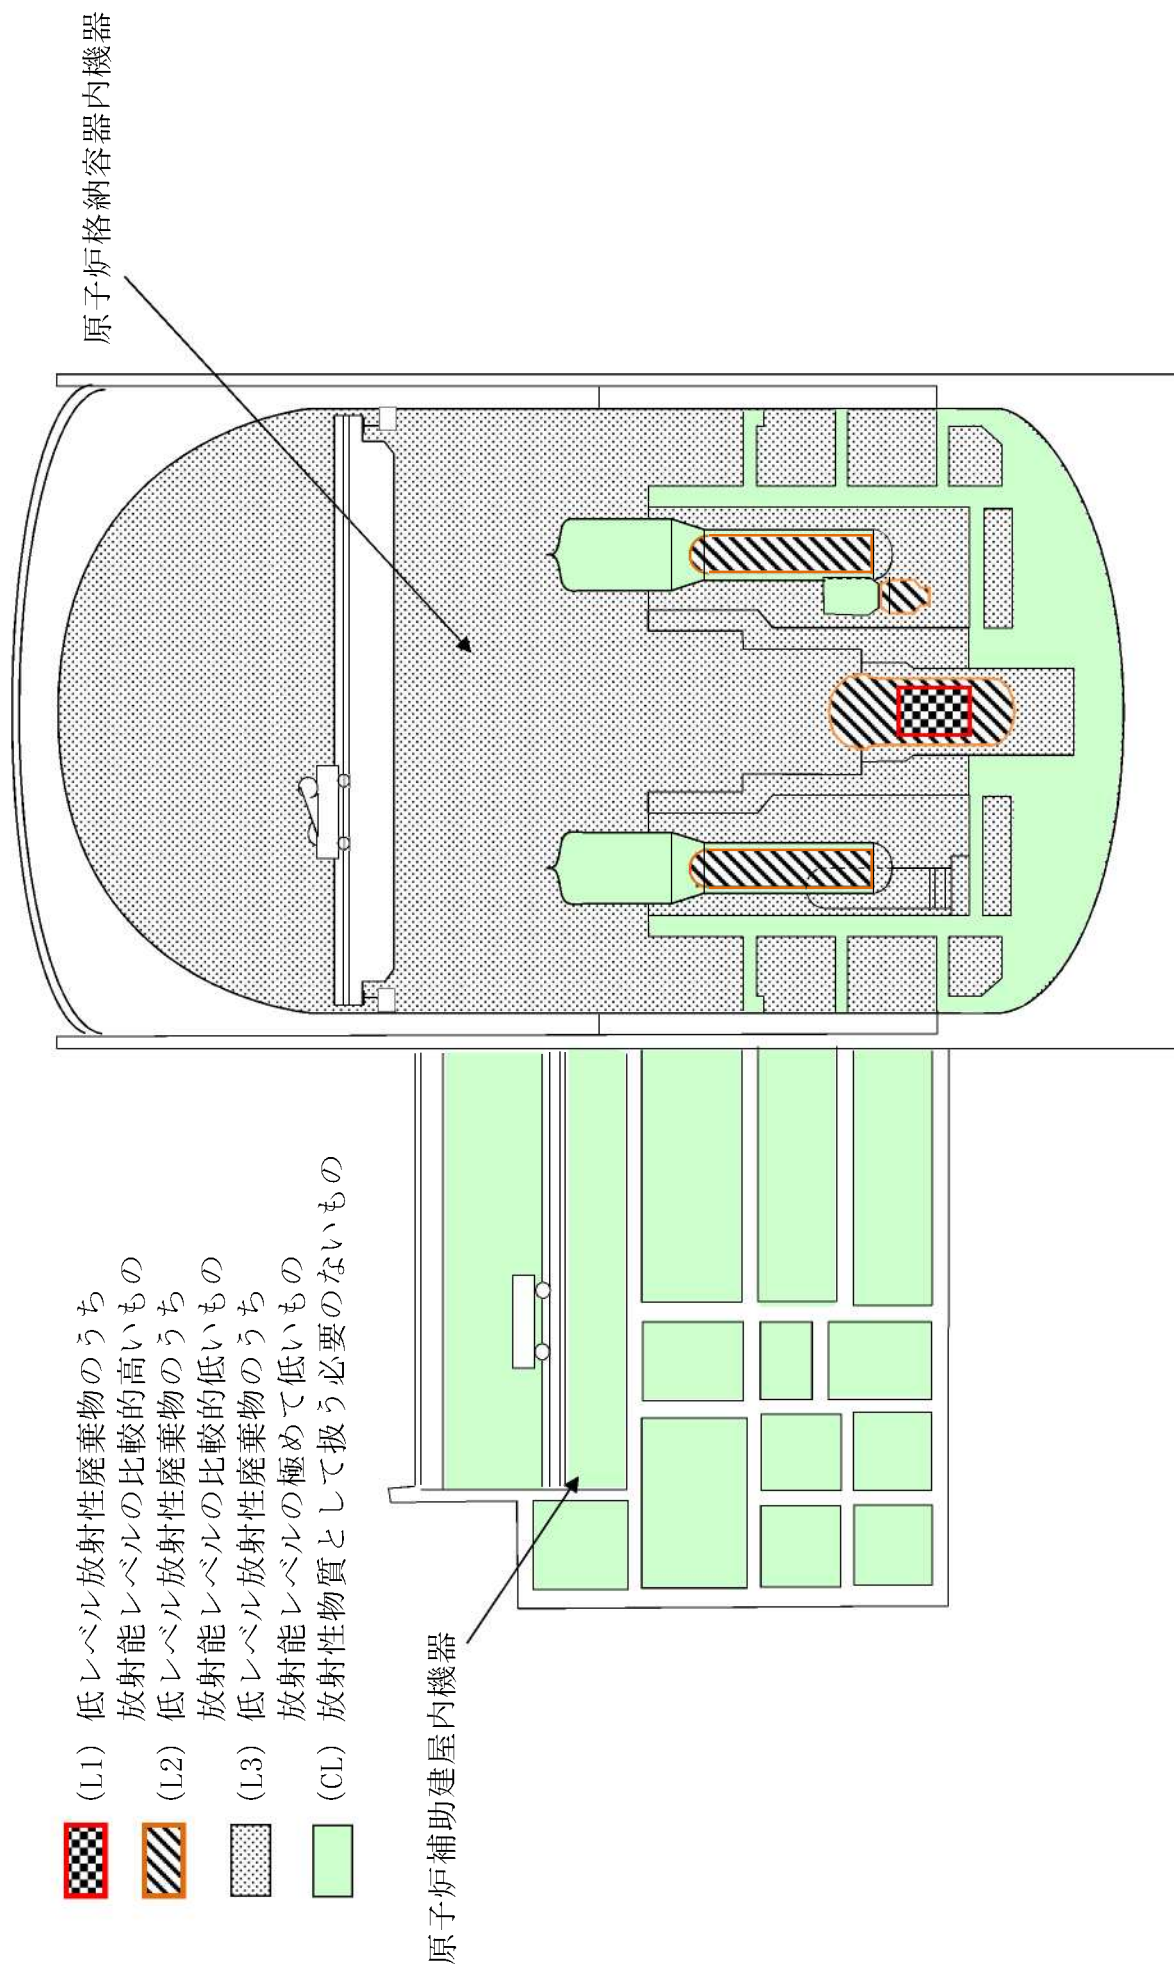 (L1) 低レベル放射性廃棄物のうち
放射能レベルの比較的高いもの
(L2) 低レベル放射性廃棄物のうち
放射能レベルの比較的低いもの
(L3) 低レベル放射性廃棄物のうち
放射能レベルの極めて低いもの
(CL) 放射性物質として扱う必要のないもの
原子炉格納容器内機器
原子炉補助建屋内機器